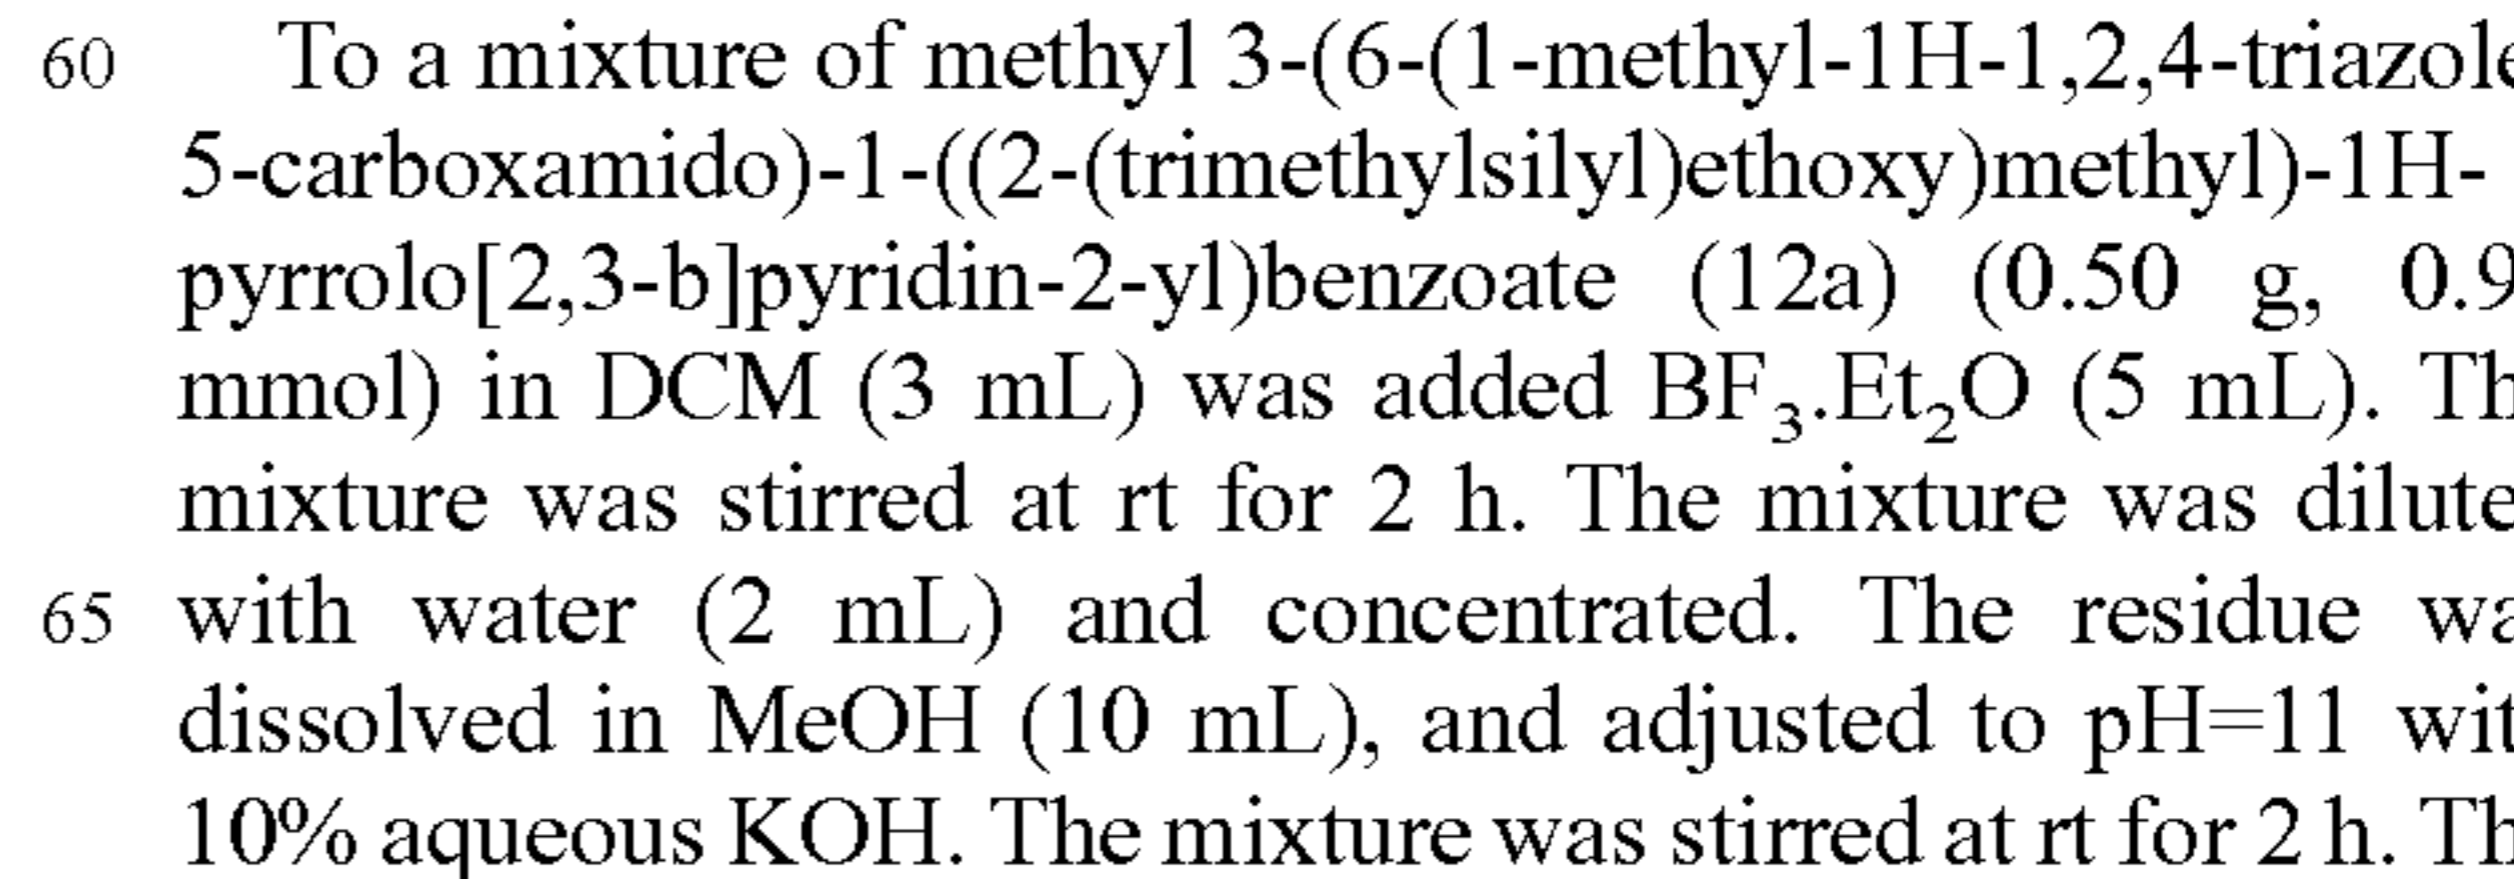 60 To a mixture of methyl 3-(6-(1-methyl-1H-1,2,4-triazole
5-carboxamido)-1-((2-(trimethylsilyl)ethoxy)methyl)-1H-
pyrrolo[2,3-b]pyridin-2-yl)benzoate (12a) (0.50 g, 0.9
mmol) in DCM (3 mL) was added BF₃.Et₂O (5 mL). Th
mixture was stirred at rt for 2 h. The mixture was dilute
65 with water (2 mL) and concentrated. The residue wa
dissolved in MeOH (10 mL), and adjusted to pH=11 wit
10% aqueous KOH. The mixture was stirred at rt for 2 h. Th